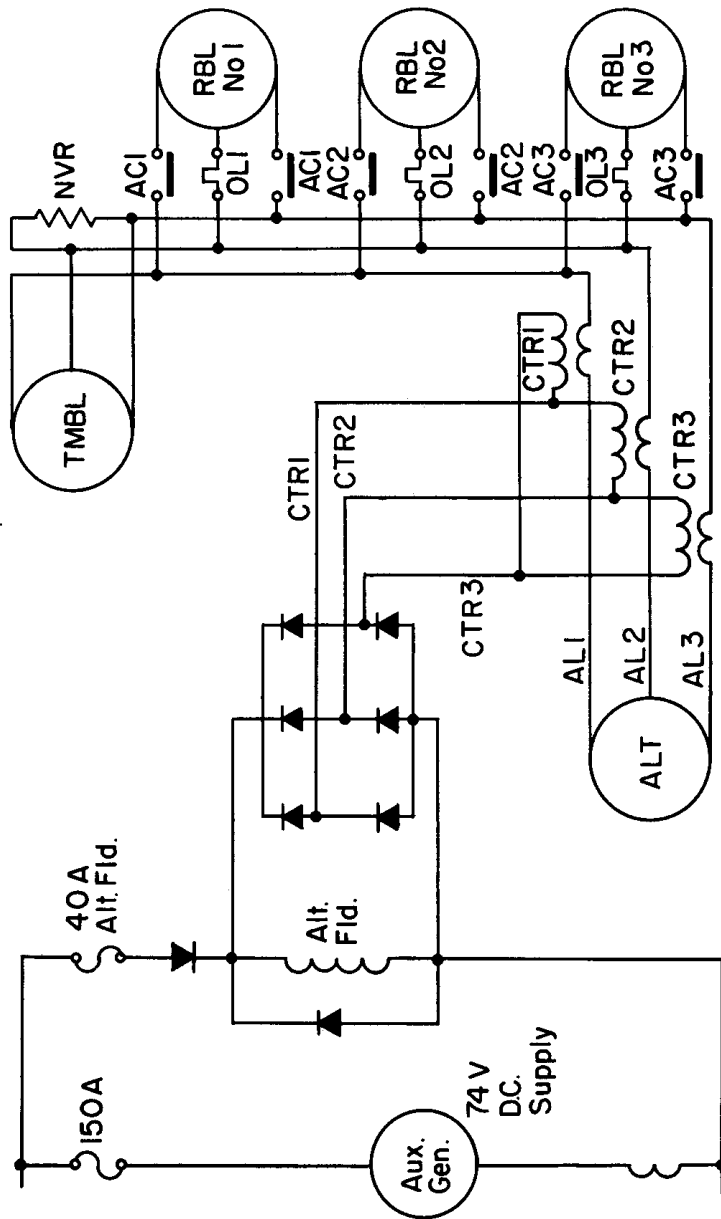 RBL
No1
RBL
No2
RBL
No3
NVR
AC1
OL1
AC1
AC2
OL2
AC2
AC3
OL3
AC3
TMBL
CTR1
CTR2
CTR3
CTR1
CTR2
CTR3
AL1
AL2
AL3
ALT
40A
Alt. Fld.
Alt.
Fld.
150A
Aux.
Gen.
74V
D.C.
Supply